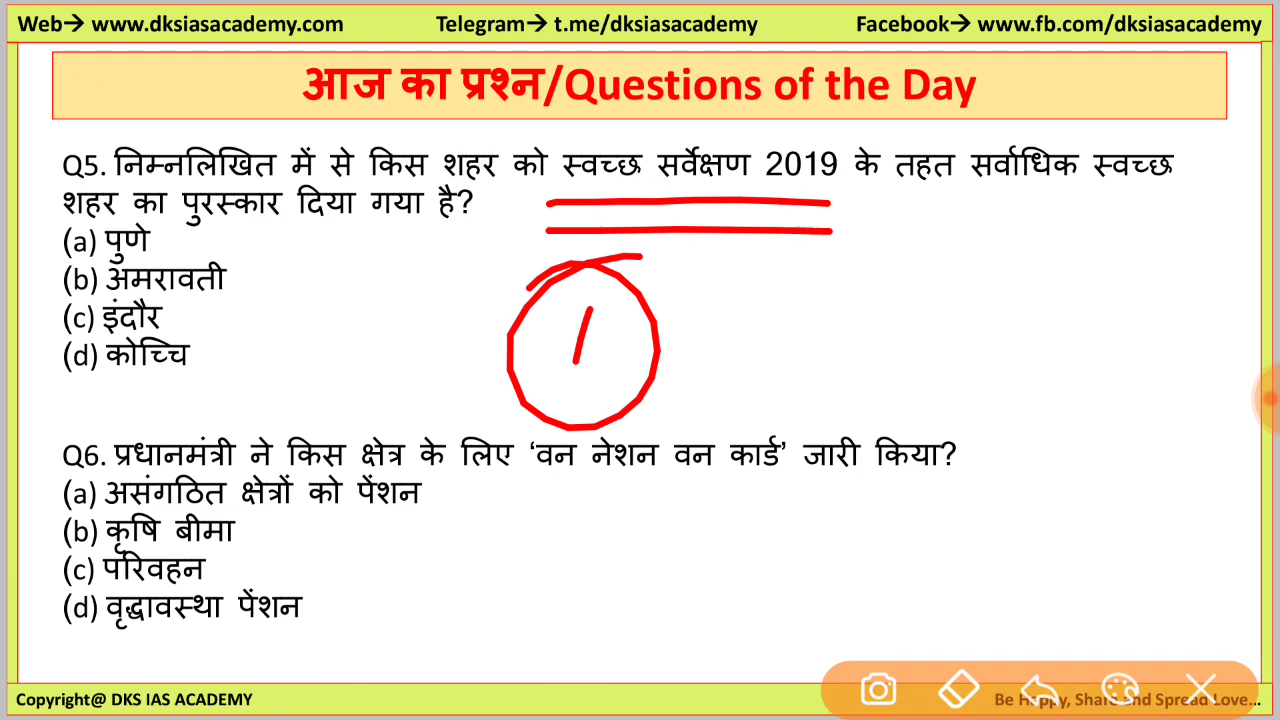 Web→ www.dksiasacademy.com Telegram→ t.me/dksiasacademy Facebook→ www.fb.com/dksiasacademy
आज का प्रश्न/Questions of the Day
Q5. निम्नलिखित में से किस शहर को स्वच्छ सर्वेक्षण 2019 के तहत सर्वाधिक स्वच्छ
शहर का पुरस्कार दिया गया है?
(a) पुणे
(b) अमरावती
(c) इंदौर
(d) कोच्चि
1
Q6. प्रधानमंत्री ने किस क्षेत्र के लिए ‘वन नेशन वन कार्ड’ जारी किया?
(a) असंगठित क्षेत्रों को पेंशन
(b) कृषि बीमा
(c) परिवहन
(d) वृद्धावस्था पेंशन
Copyright@ DKS IAS ACADEMY Be Happy, Share and Spread Love...